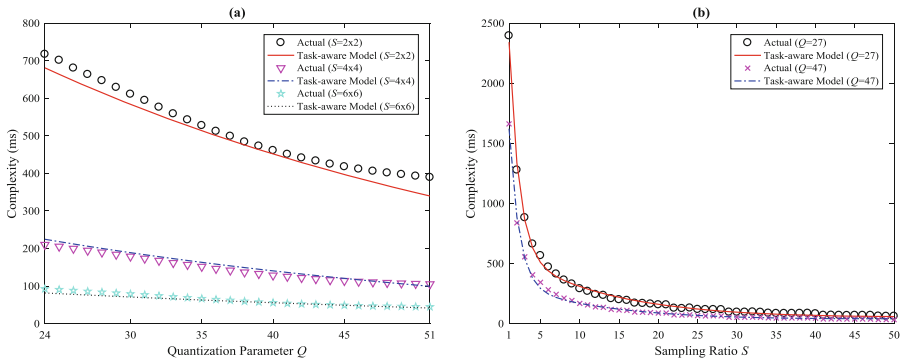 (a)
800
700
600
500
400
300
200
100
0
Complexity (ms)
24
30
35
40
45
51
Quantization Parameter Q
Actual (S=2x2)
Task-aware Model (S=2x2)
Actual (S=4x4)
Task-aware Model (S=4x4)
Actual (S=6x6)
Task-aware Model (S=6x6)
(b)
2500
2000
1500
1000
500
0
Complexity (ms)
1
5
10
15
20
25
30
35
40
45
50
Sampling Ratio S
Actual (Q=27)
Task-aware Model (Q=27)
Actual (Q=47)
Task-aware Model (Q=47)